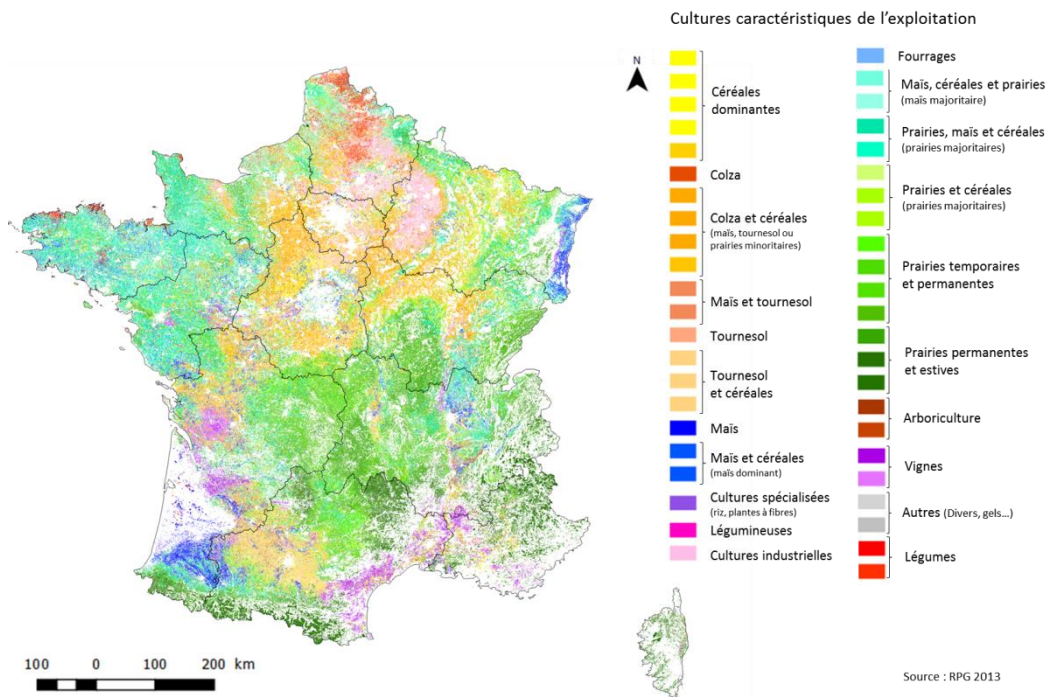 Cultures caractéristiques de l'exploitation
N
Céréales
dominantes
Colza
Colza et céréales
(maïs, tournesol ou
prairies minoritaires)
Maïs et tournesol
Tournesol
Tournesol
et céréales
Maïs
Maïs et céréales
(maïs dominant)
Cultures spécialisées
(riz, plantes à fibres)
Légumineuses
Cultures industrielles
Fourrages
Maïs, céréales et prairies
(maïs majoritaire)
Prairies, maïs et céréales
(prairies majoritaires)
Prairies et céréales
(prairies majoritaires)
Prairies temporaires
et permanentes
Prairies permanentes
et estives
Arboriculture
Vignes
Autres (Divers, gels...)
Légumes
100 0 100 200 km
Source : RPG 2013